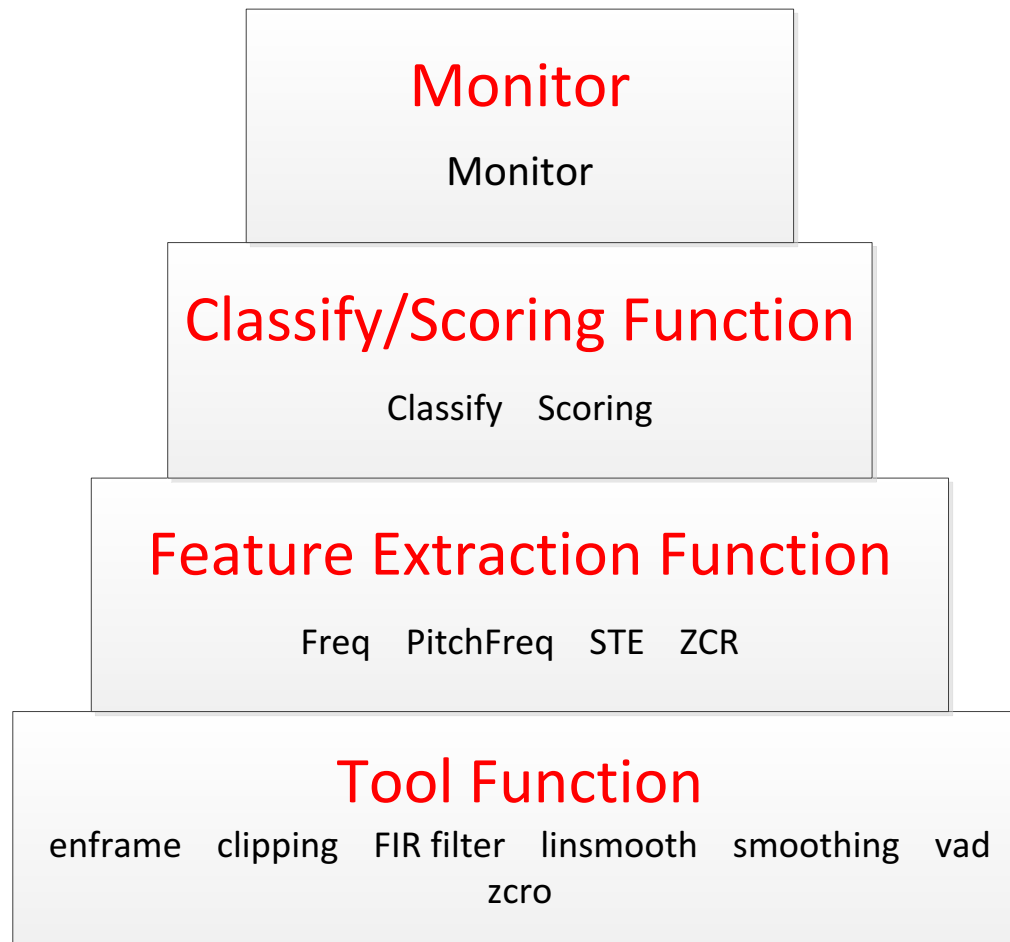 Monitor
Monitor
Classify/Scoring Function
Classify Scoring
Feature Extraction Function
Freq PitchFreq STE ZCR
Tool Function
enframe clipping FIR filter linsmooth smoothing vad
zcro